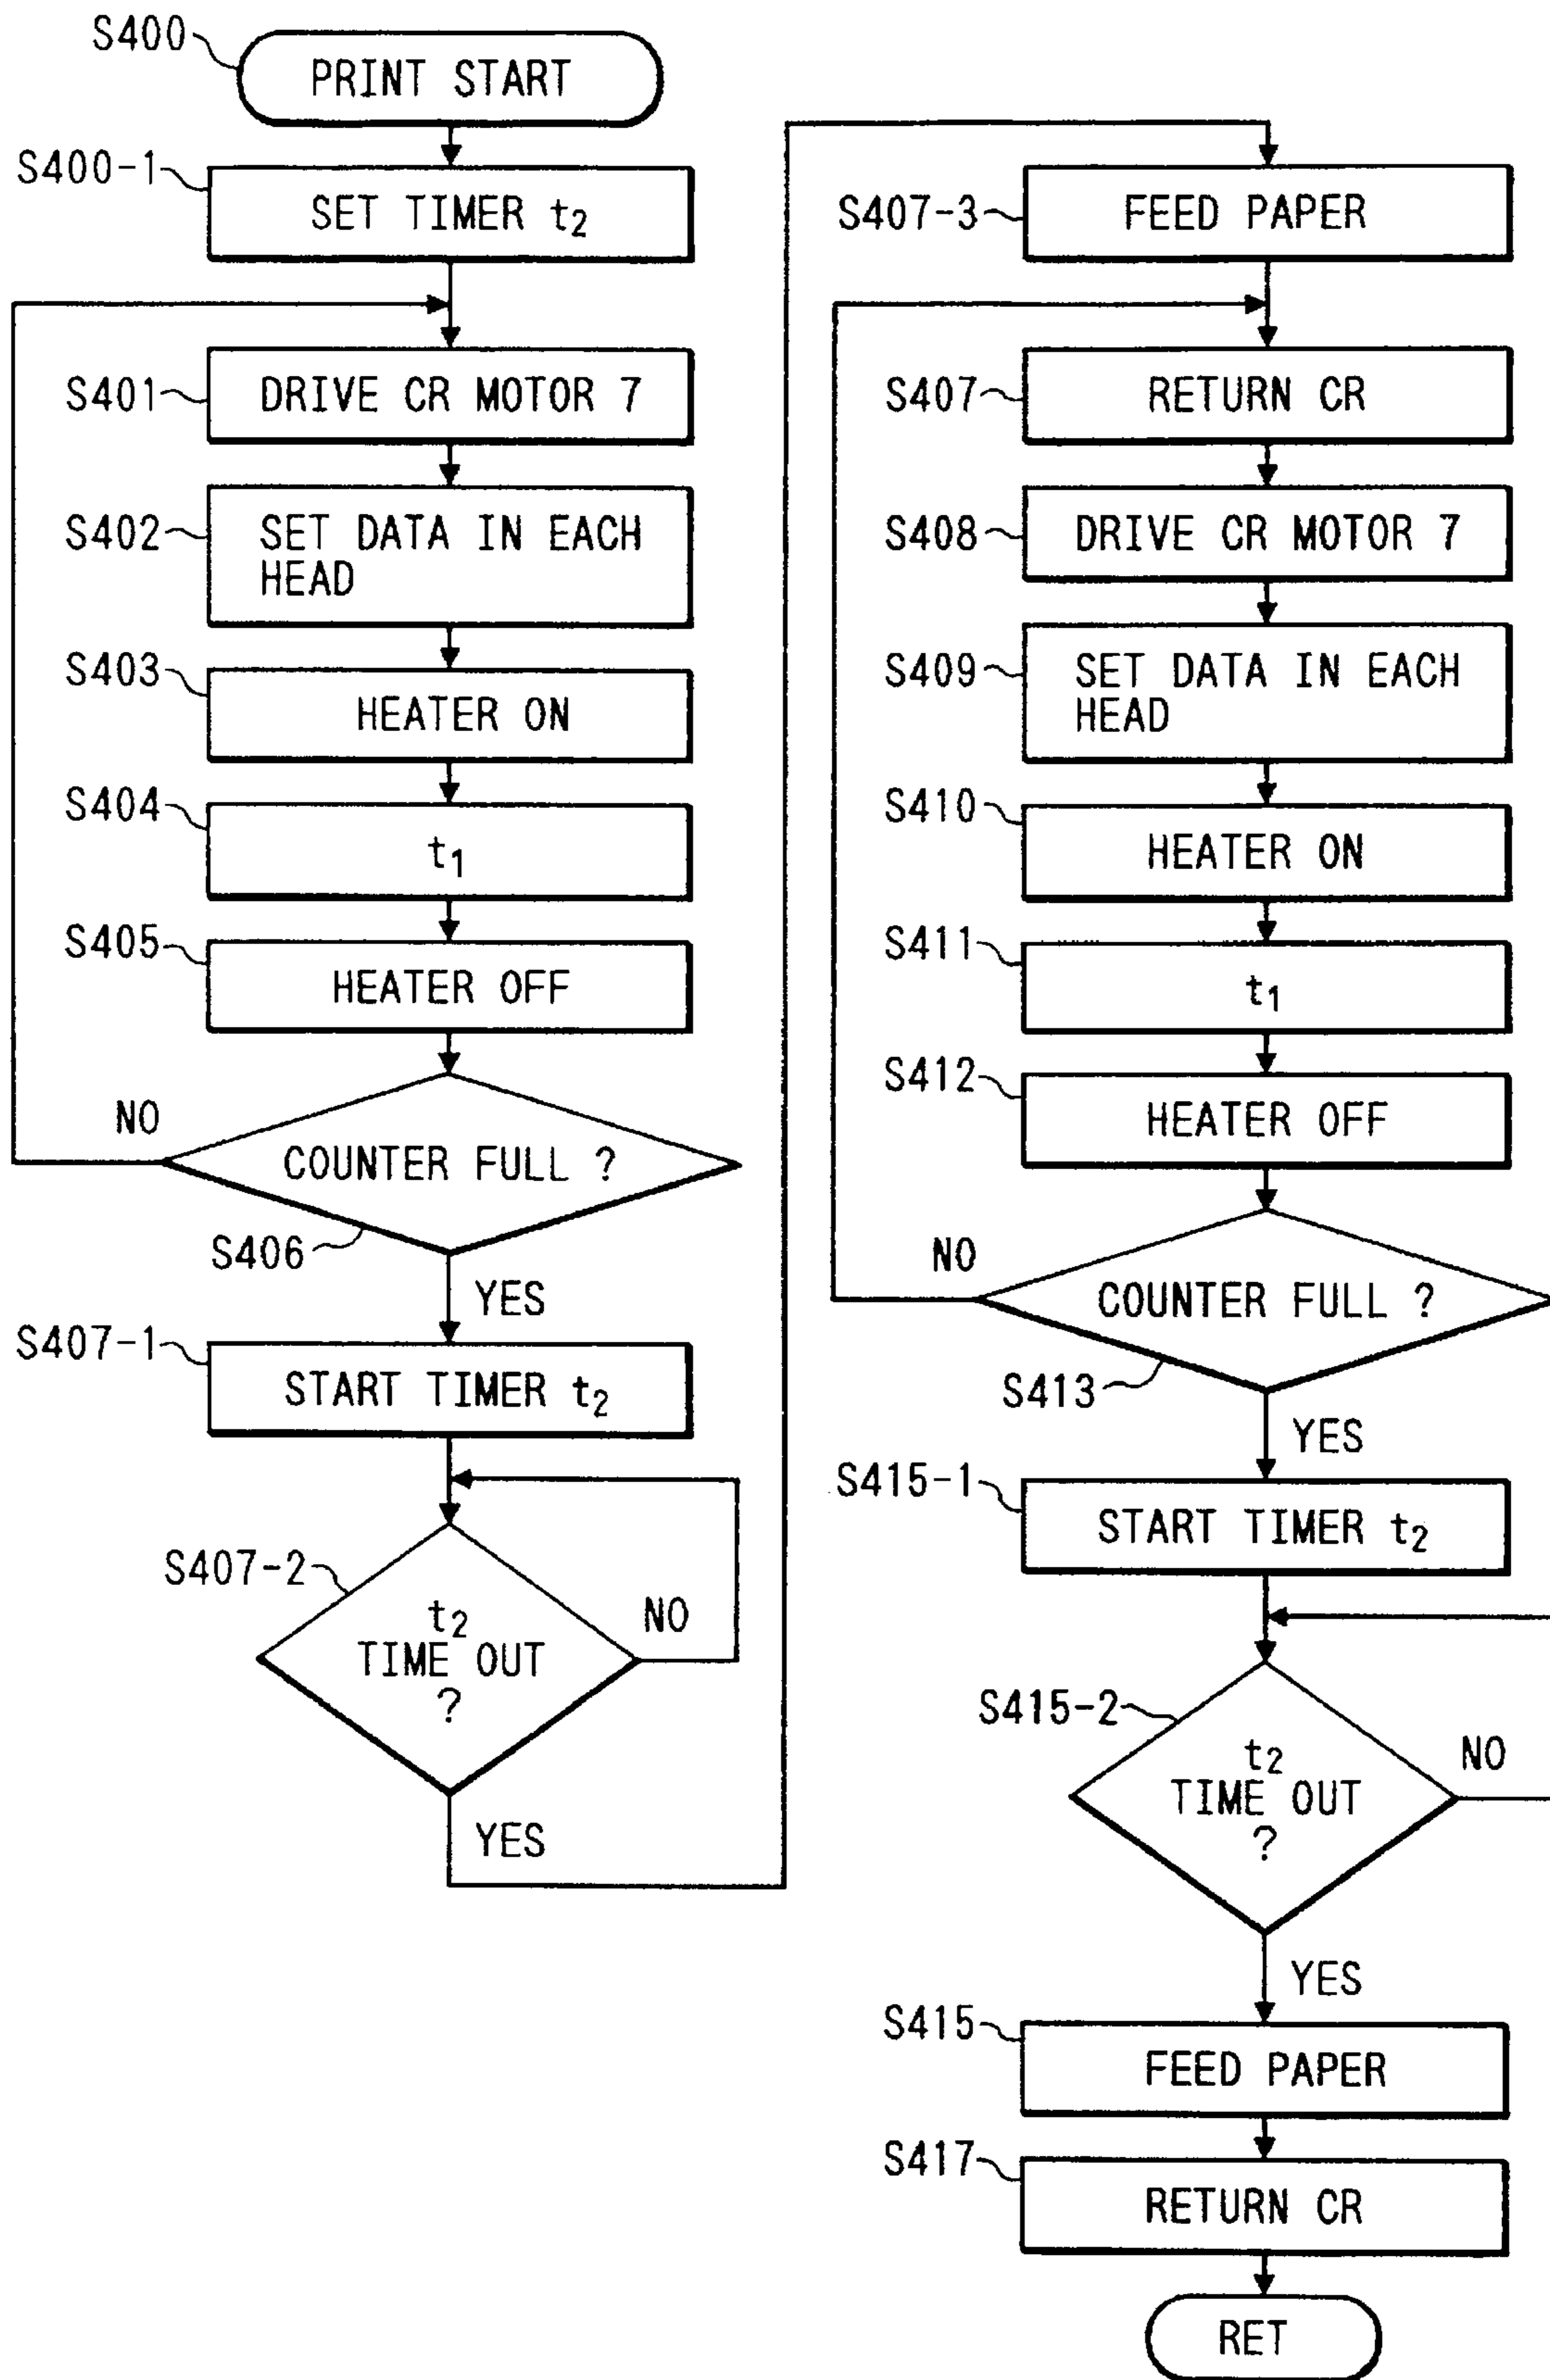 S400
PRINT START
S400-1
SET TIMER t2
S401
DRIVE CR MOTOR 7
S402
SET DATA IN EACH
HEAD
S403
HEATER ON
S404
t1
S405
HEATER OFF
NO
COUNTER FULL ?
S406
YES
S407-1
START TIMER t2
S407-2
t2
TIME OUT
?
NO
YES
S407-3
FEED PAPER
S407
RETURN CR
S408
DRIVE CR MOTOR 7
S409
SET DATA IN EACH
HEAD
S410
HEATER ON
S411
t1
S412
HEATER OFF
NO
COUNTER FULL ?
S413
YES
S415-1
START TIMER t2
S415-2
t2
TIME OUT
?
NO
YES
S415
FEED PAPER
S417
RETURN CR
RET